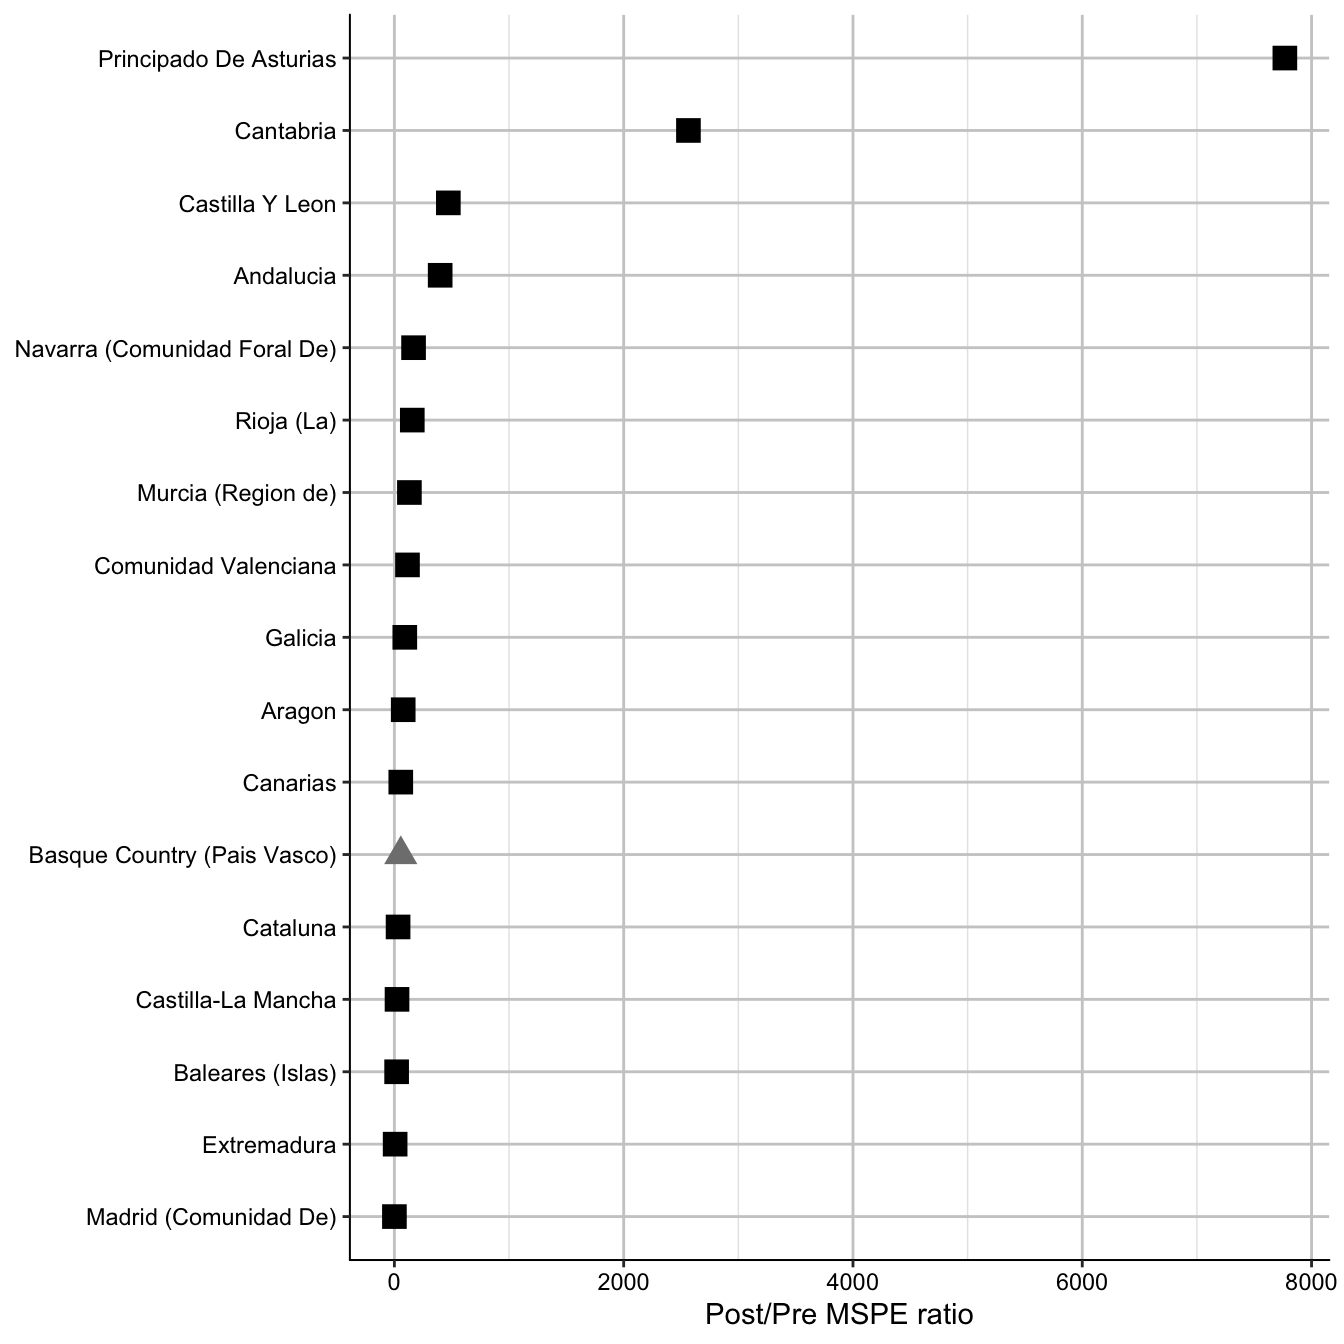 Principado De Asturias
Cantabria
Castilla Y Leon
Andalucia
Navarra (Comunidad Foral De)
Rioja (La)
Murcia (Region de)
Comunidad Valenciana
Galicia
Aragon
Canarias
Basque Country (Pais Vasco)
Cataluna
Castilla-La Mancha
Baleares (Islas)
Extremadura
Madrid (Comunidad De)
0 2000 4000 6000 8000
Post/Pre MSPE ratio